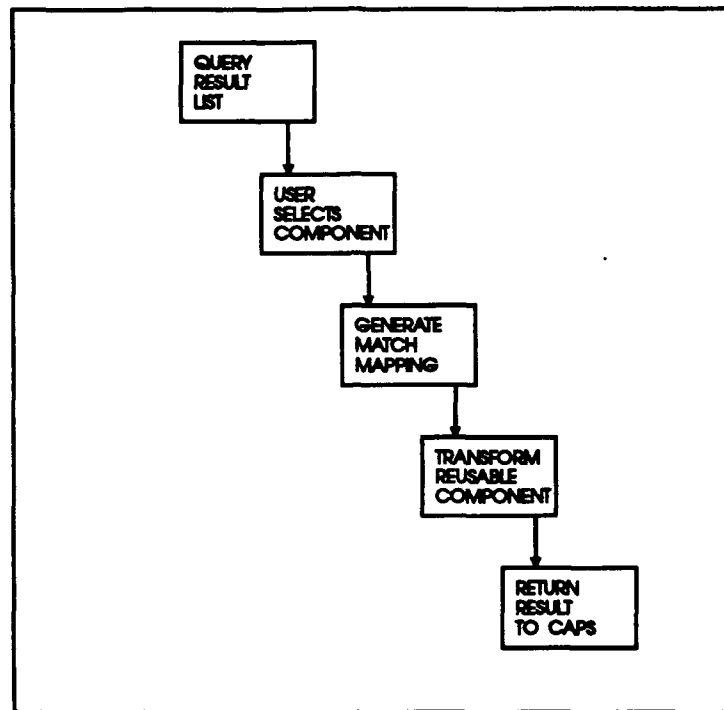 QUERY
RESULT
LIST
USER
SELECTS
COMPONENT
GENERATE
MATCH
MAPPING
TRANSFORM
REUSABLE
COMPONENT
RETURN
RESULT
TO CAPS